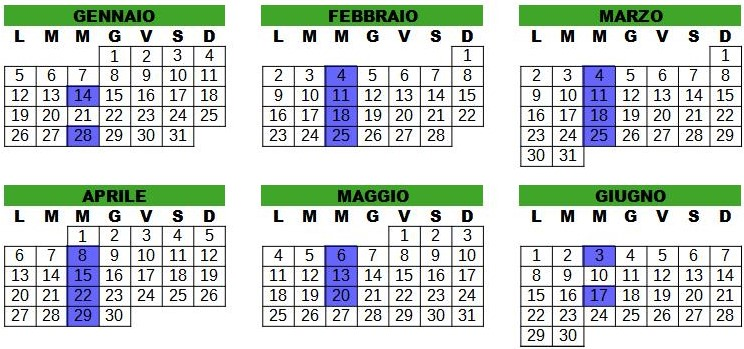 GENNAIO FEBBRAIO MARZO
L M M G V S D L M M G V S D L M M G V S D
1 2 3 4 1 1
5 6 7 8 9 10 11 2 3 4 5 6 7 8 2 3 4 5 6 7 8
12 13 14 15 16 17 18 9 10 11 12 13 14 15 9 10 11 12 13 14 15
19 20 21 22 23 24 25 16 17 18 19 20 21 22 16 17 18 19 20 21 22
26 27 28 29 30 31 23 24 25 26 27 28 23 24 25 26 27 28 29
30 31
APRILE MAGGIO GIUGNO
L M M G V S D L M M G V S D L M M G V S D
1 2 3 4 5 1 2 3 1 2 3 4 5 6 7
6 7 8 9 10 11 12 4 5 6 7 8 9 10 8 9 10 11 12 13 14
13 14 15 16 17 18 19 11 12 13 14 15 16 17 15 16 17 18 19 20 21
20 21 22 23 24 25 26 18 19 20 21 22 23 24 22 23 24 25 26 27 28
27 28 29 30 25 26 27 28 29 30 31 29 30